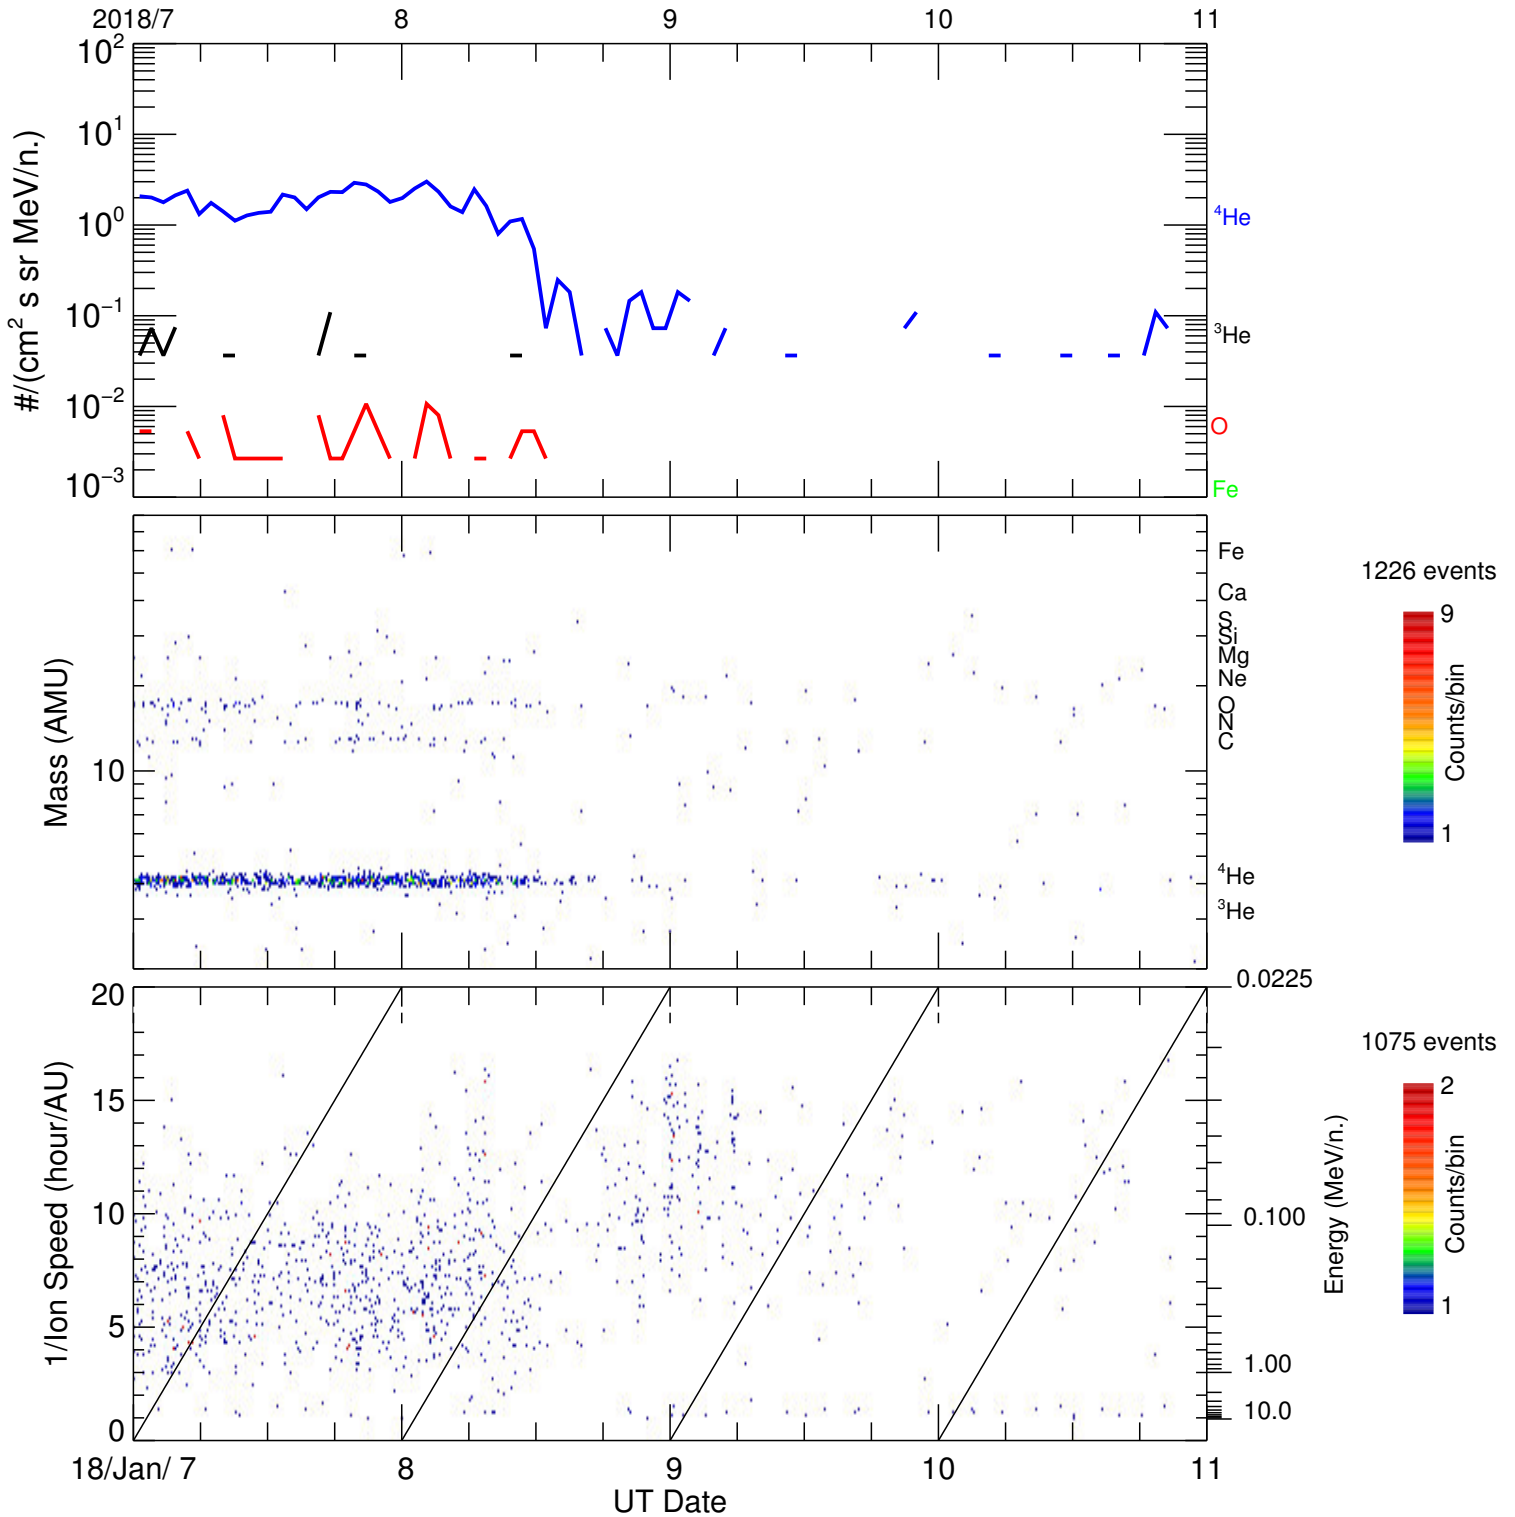 2018/7 8 9 10 11
#/(cm² s sr MeV/n.)
10²
10¹
10⁰
10⁻¹
10⁻²
10⁻³
⁴He
³He
O
Fe
Mass (AMU)
10
Fe
Ca
S
Si
Mg
Ne
O
N
C
⁴He
³He
1226 events
9
Counts/bin
1
1/Ion Speed (hour/AU)
20
15
10
5
0
0.0225
0.100
1.00
10.0
Energy (MeV/n.)
1075 events
2
Counts/bin
1
18/Jan/ 7 8 9 10 11
UT Date